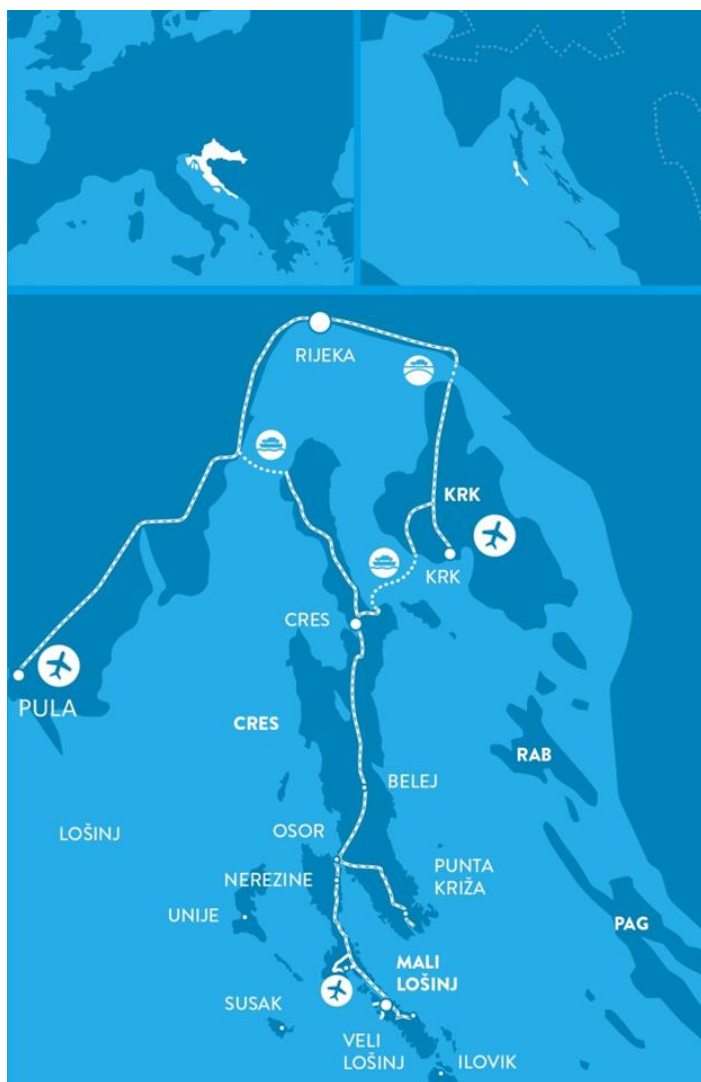 RIJEKA
KRK
KRK
CRES
PULA
CRES
RAB
BELEJ
LOŠINJ
OSOR
PUNTA
KRIŽA
NEREZINE
UNIJE
PAG
MALI
LOŠINJ
SUSAK
VELI
LOŠINJ
ILOVIK